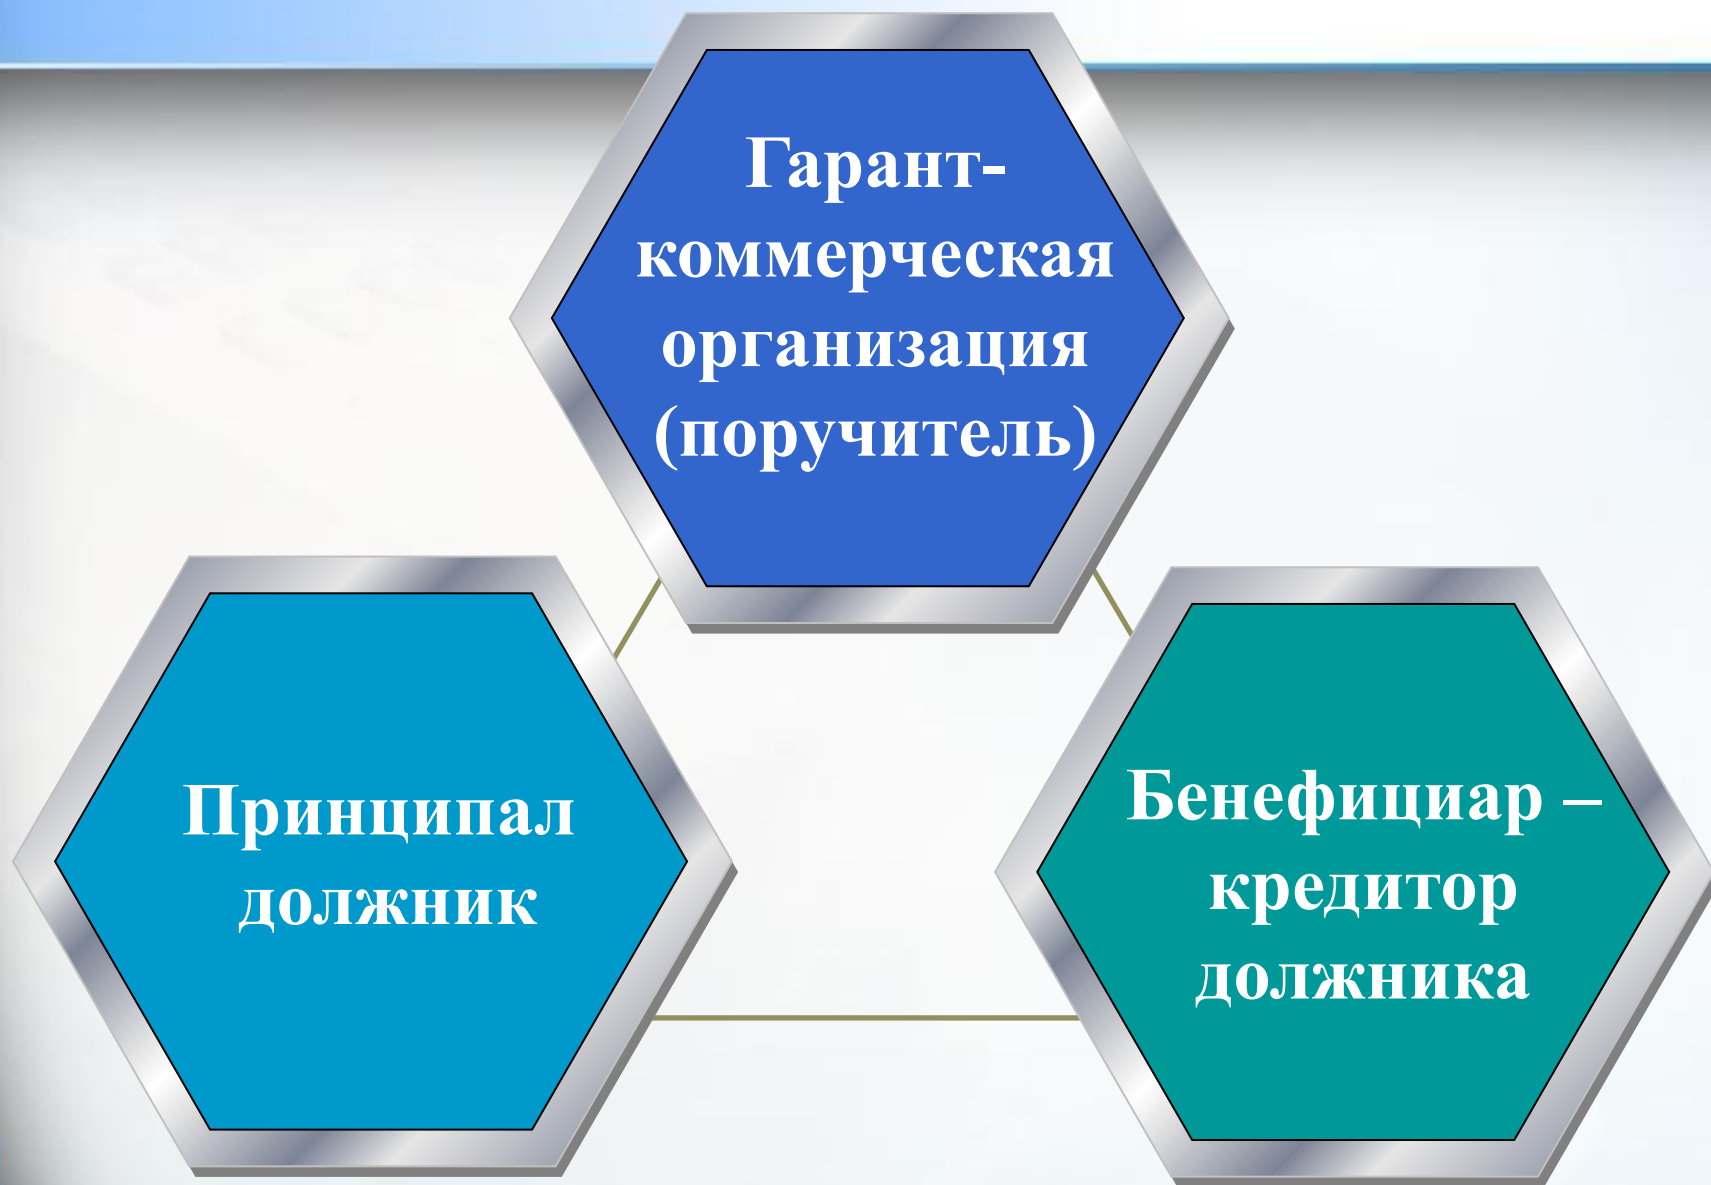 Гарант-
коммерческая
организация
(поручитель)
Принципал
должник
Бенефициар –
кредитор
должника